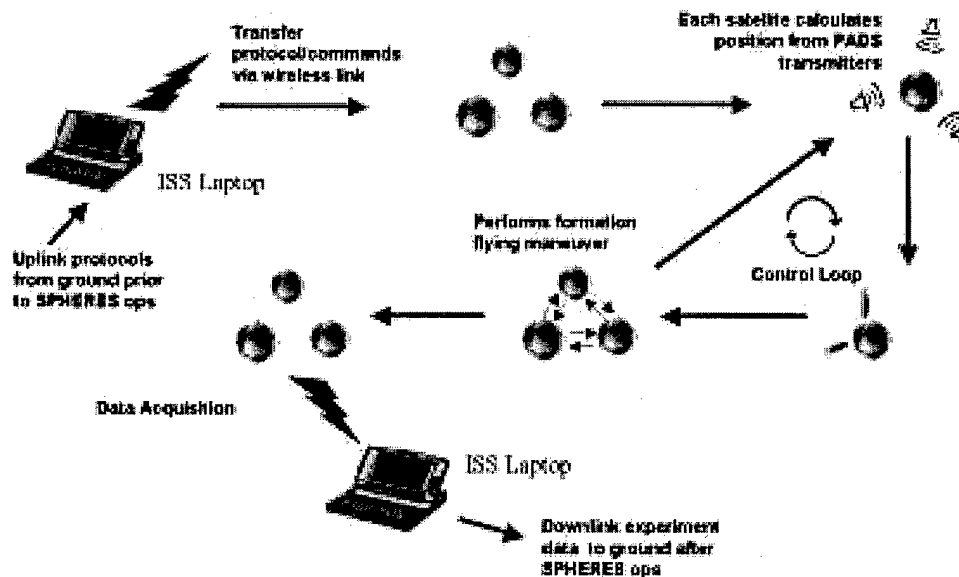 Transfer
protocol/commands
via wireless link
Each satellite calculates
position from PADS
transmitters
ISS Laptop
Uplink protocols
from ground prior
to SPHERES ops
Performs formation
flying maneuver
Control Loop
Data Acquisition
ISS Laptop
Downlink experiment
data to ground after
SPHERES ops